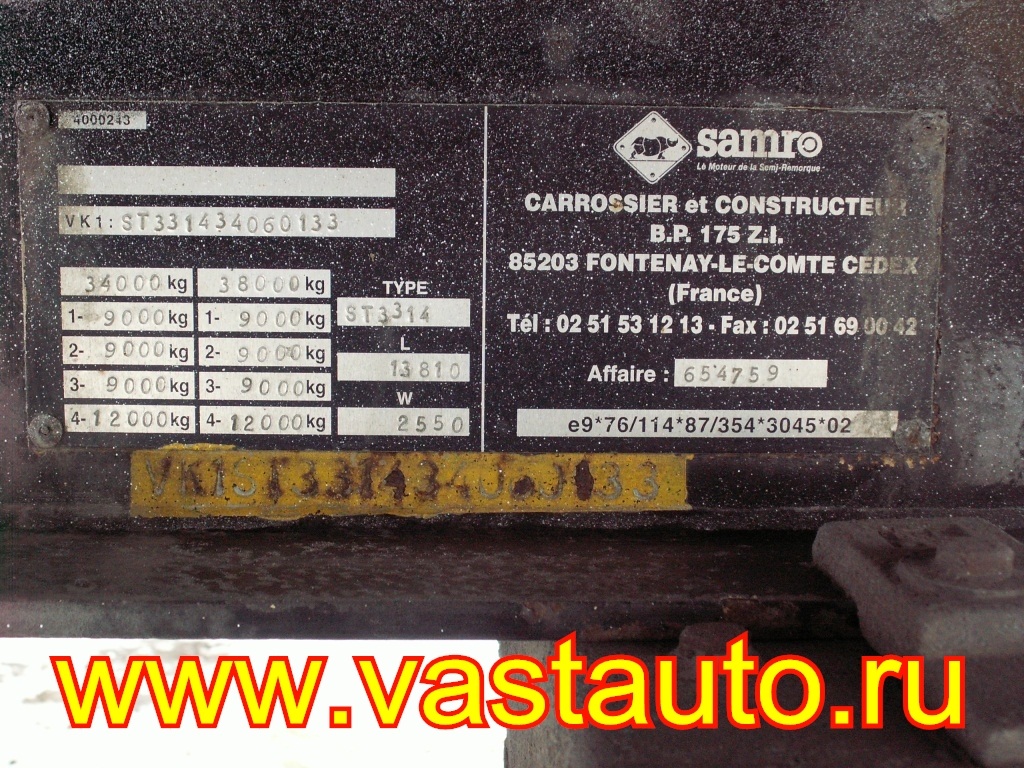 4000243
VK1: ST331434060133
34000 kg 38000 kg
1- 9000 kg 1- 9000 kg
2- 9000 kg 2- 9000 kg
3- 9000 kg 3- 9000 kg
4- 12000 kg 4- 12000 kg
TYPE
ST3314
L
13810
W
2550
samro
Le Moteur de la Semi-Remorque
CARROSSIER et CONSTRUCTEUR
B.P. 175 Z.I.
85203 FONTENAY-LE-COMTE CEDEX
(France)
Tél : 02 51 53 12 13 - Fax : 02 51 69 00 42
Affaire : 654759
e9*76/114*87/354*3045*02
www.vastauto.ru